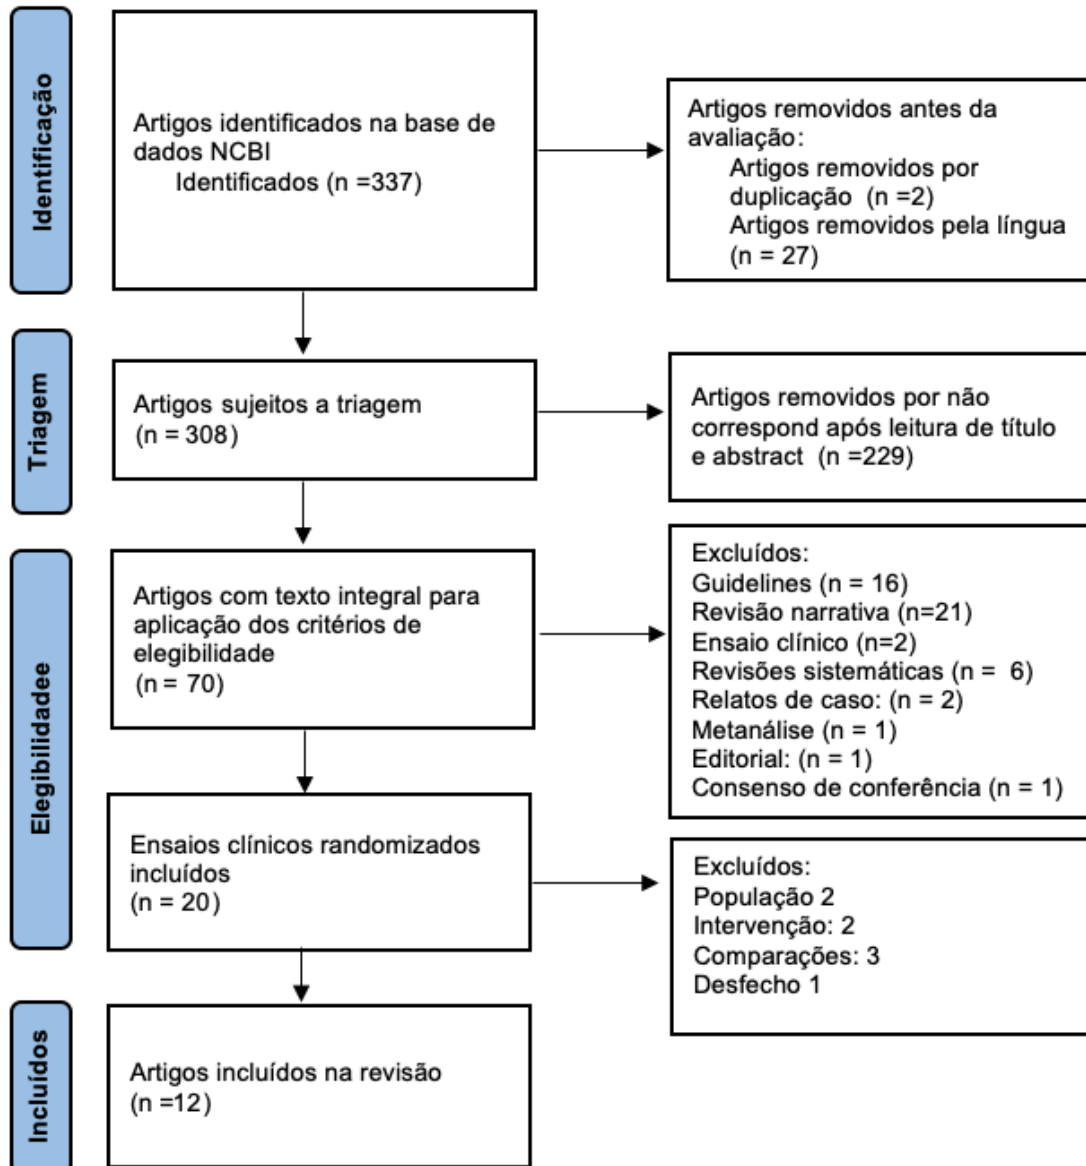 Identificação
Artigos identificados na base de
dados NCBI
Identificados (n =337)
Artigos removidos antes da
avaliação:
Artigos removidos por
duplicação (n =2)
Artigos removidos pela língua
(n = 27)
Triagem
Artigos sujeitos a triagem
(n = 308)
Artigos removidos por não
correspond após leitura de título
e abstract (n =229)
Elegibilidadee
Artigos com texto integral para
aplicação dos critérios de
elegibilidade
(n = 70)
Excluídos:
Guidelines (n = 16)
Revisão narrativa (n=21)
Ensaio clínico (n=2)
Revisões sistemáticas (n = 6)
Relatos de caso: (n = 2)
Metanálise (n = 1)
Editorial: (n = 1)
Consenso de conferência (n = 1)
Ensaios clínicos randomizados
incluídos
(n = 20)
Excluídos:
População 2
Intervenção: 2
Comparações: 3
Desfecho 1
Incluídos
Artigos incluídos na revisão
(n =12)